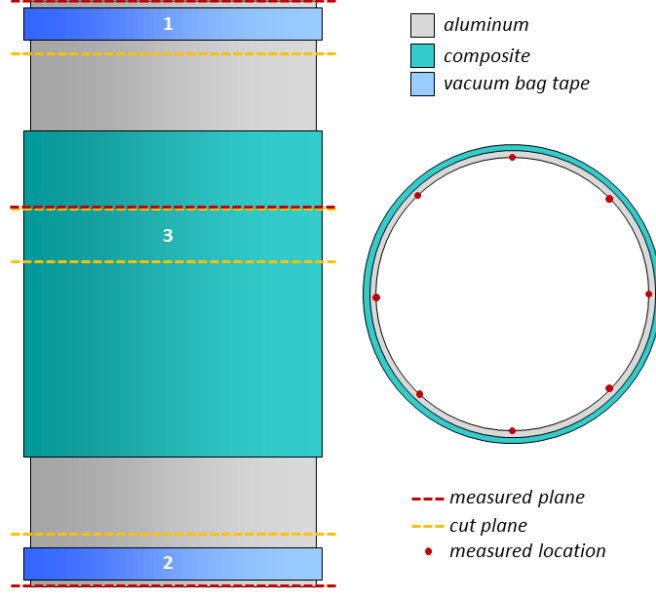 1
aluminum
composite
vacuum bag tape
3
measured plane
cut plane
measured location
2